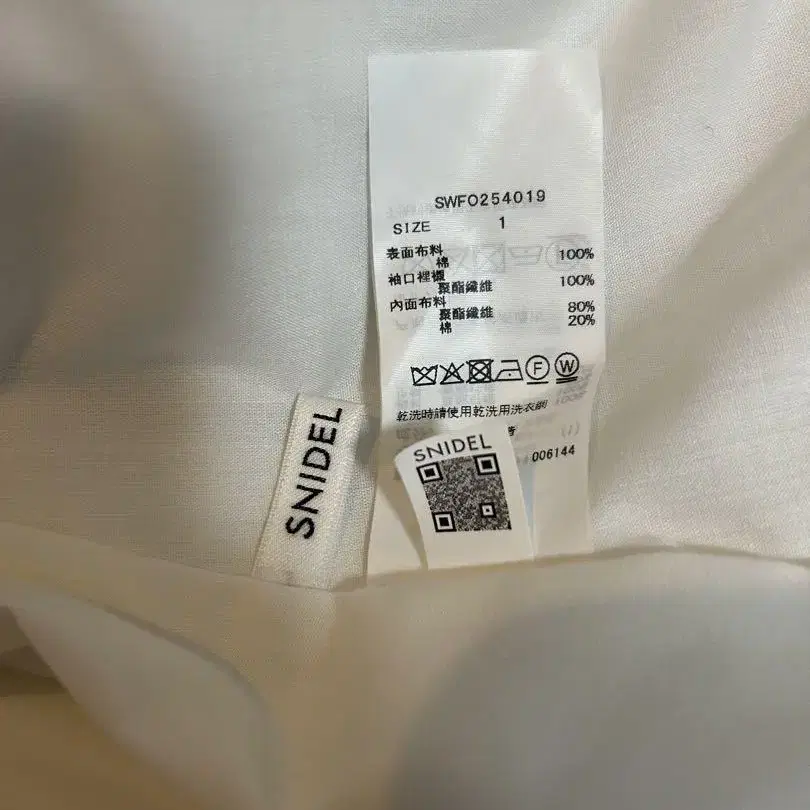 SWFO254019
SIZE 1
表面布料
棉 100%
袖口裡襯
聚酯纖維 100%
內面布料
聚酯纖維 80%
棉 20%
F W
乾洗時請使用乾洗用洗衣網
006144
SNIDEL
SNIDEL